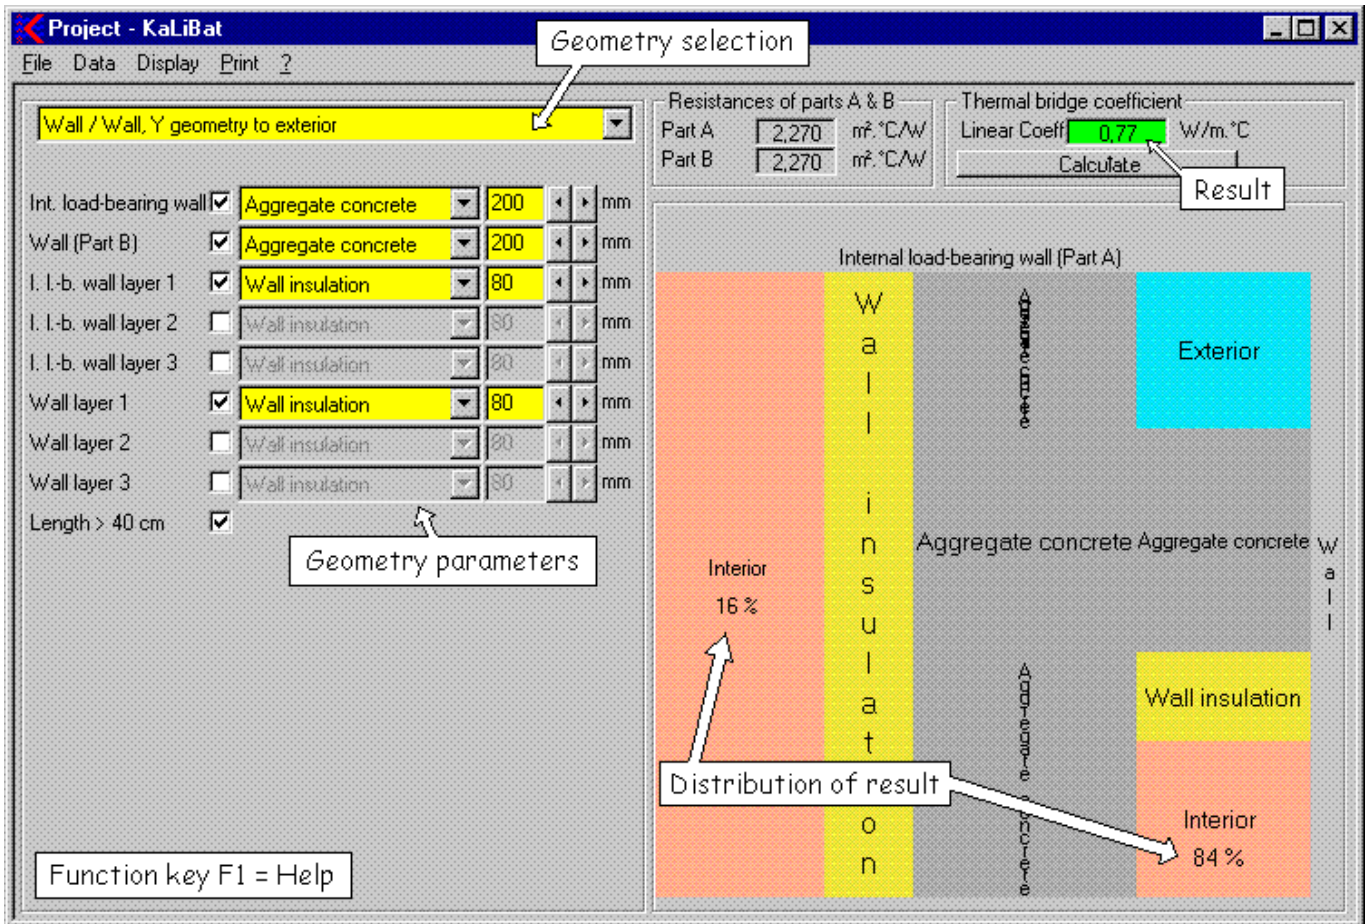 Project - KaLiBat
File Data Display Print ?
Geometry selection
Wall / Wall, Y geometry to exterior
Resistances of parts A & B
Part A 2,270 m².°C/W
Part B 2,270 m².°C/W
Thermal bridge coefficient
Linear Coeff 0,77 W/m.°C
Calculate
Result
Int. load-bearing wall Aggregate concrete 200 mm
Wall (Part B) Aggregate concrete 200 mm
I. l.-b. wall layer 1 Wall insulation 80 mm
I. l.-b. wall layer 2 Wall insulation 80 mm
I. l.-b. wall layer 3 Wall insulation 80 mm
Wall layer 1 Wall insulation 80 mm
Wall layer 2 Wall insulation 80 mm
Wall layer 3 Wall insulation 80 mm
Length > 40 cm
Geometry parameters
Function key F1 = Help
Internal load-bearing wall (Part A)
Interior
16 %
Wall insulation
Aggregate concrete
Aggregate concrete
Aggregate concrete
Exterior
Aggregate concrete
Wall
Wall insulation
Distribution of result
Interior
84 %